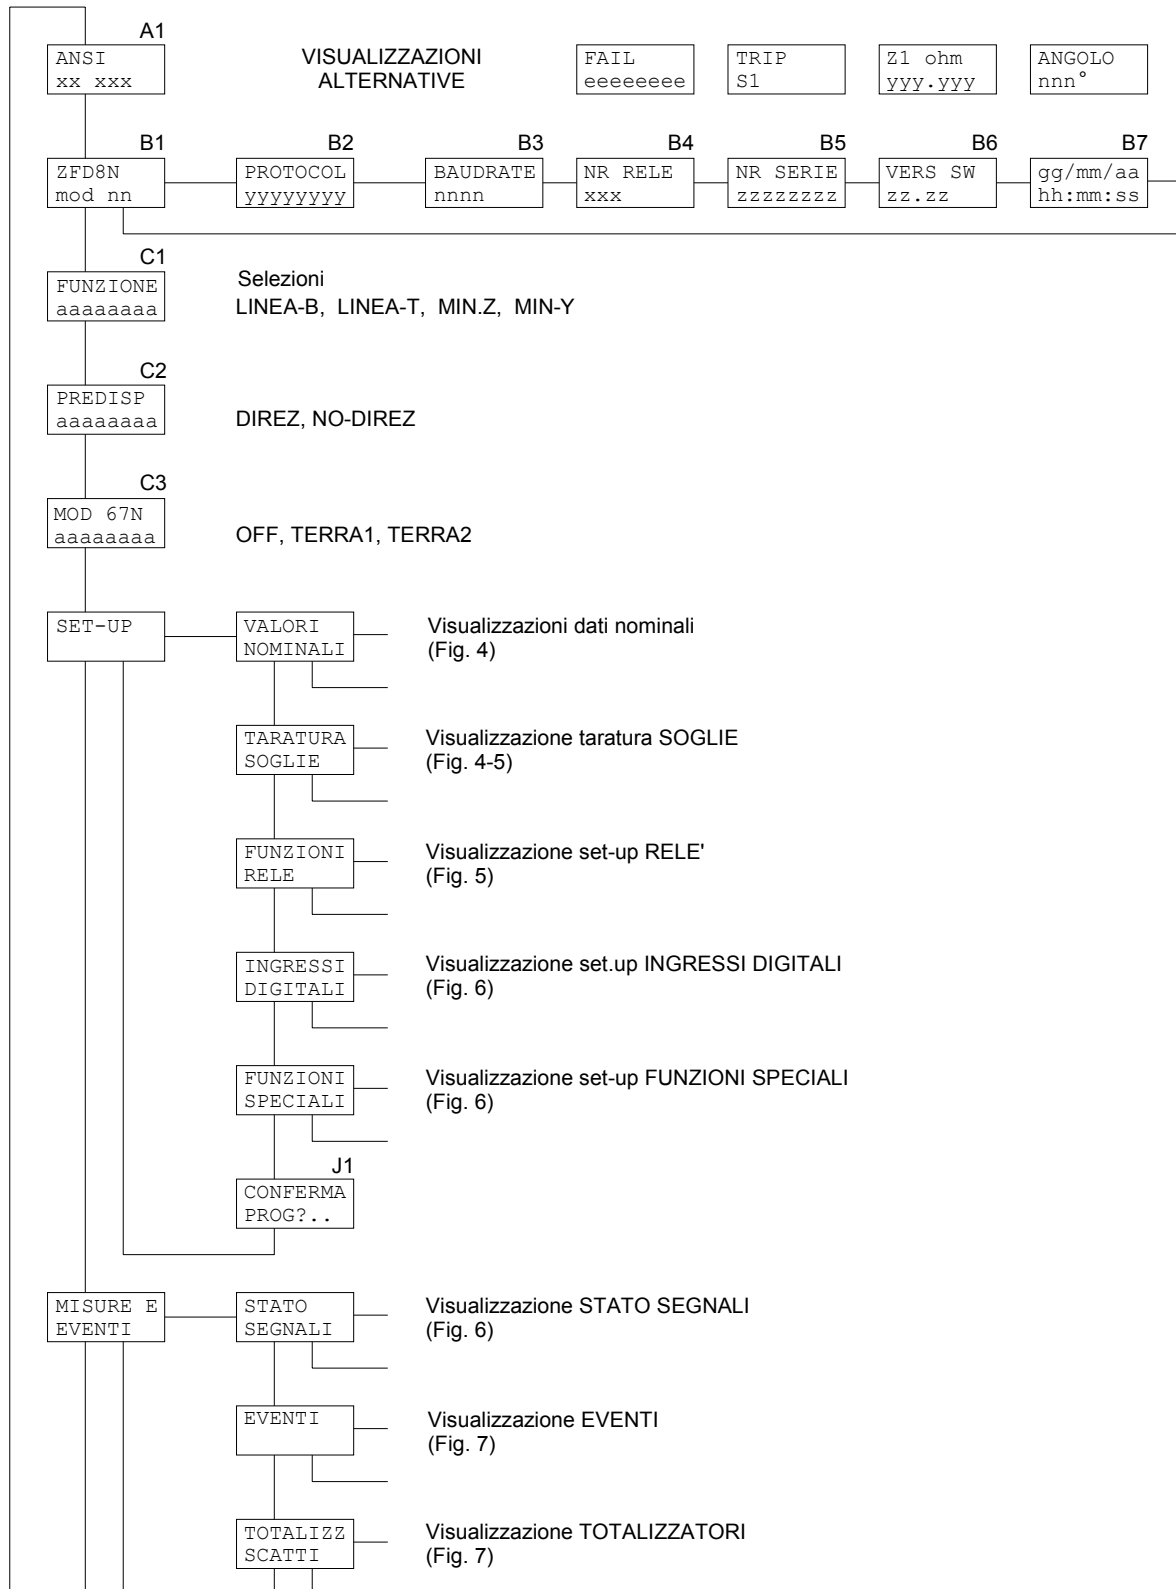 A1
ANSI
xx xxx
VISUALIZZAZIONI
ALTERNATIVE
FAIL
eeeeeeee
TRIP
S1
Z1 ohm
yyy.yyy
ANGOLO
nnn°
B1
ZFD8N
mod nn
B2
PROTOCOL
yyyyyyyy
B3
BAUDRATE
nnnn
B4
NR RELE
xxx
B5
NR SERIE
zzzzzzzz
B6
VERS SW
zz.zz
B7
gg/mm/aa
hh:mm:ss
C1
FUNZIONE
aaaaaaaa
Selezioni
LINEA-B, LINEA-T, MIN.Z, MIN-Y
C2
PREDISP
aaaaaaaa
DIREZ, NO-DIREZ
C3
MOD 67N
aaaaaaaa
OFF, TERRA1, TERRA2
SET-UP
VALORI
NOMINALI
Visualizzazioni dati nominali
(Fig. 4)
TARATURA
SOGLIE
Visualizzazione taratura SOGLIE
(Fig. 4-5)
FUNZIONI
RELE
Visualizzazione set-up RELE'
(Fig. 5)
INGRESSI
DIGITALI
Visualizzazione set.up INGRESSI DIGITALI
(Fig. 6)
FUNZIONI
SPECIALI
Visualizzazione set-up FUNZIONI SPECIALI
(Fig. 6)
J1
CONFERMA
PROG?..
MISURE E
EVENTI
STATO
SEGNALI
Visualizzazione STATO SEGNALI
(Fig. 6)
EVENTI
Visualizzazione EVENTI
(Fig. 7)
TOTALIZZ
SCATTI
Visualizzazione TOTALIZZATORI
(Fig. 7)